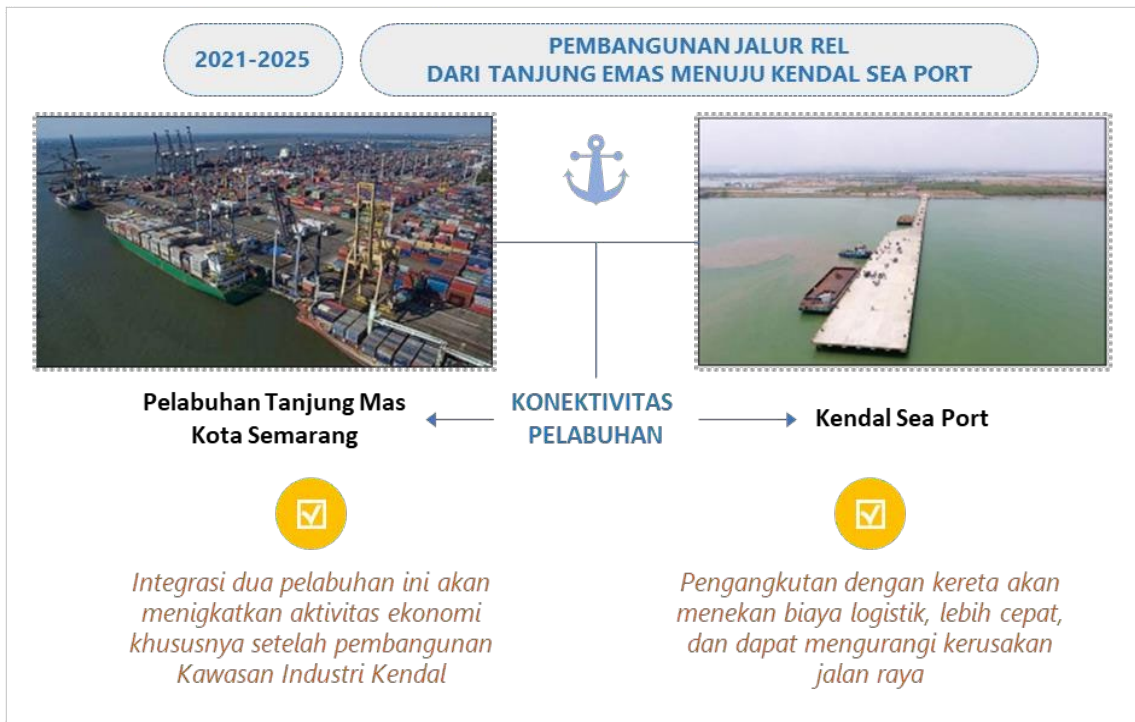 2021-2025
PEMBANGUNAN JALUR REL
DARI TANJUNG EMAS MENUJU KENDAL SEA PORT
Pelabuhan Tanjung Mas
Kota Semarang
KONEKTIVITAS
PELABUHAN
Kendal Sea Port
Integrasi dua pelabuhan ini akan
menigkatkan aktivitas ekonomi
khususnya setelah pembangunan
Kawasan Industri Kendal
Pengangkutan dengan kereta akan
menekan biaya logistik, lebih cepat,
dan dapat mengurangi kerusakan
jalan raya